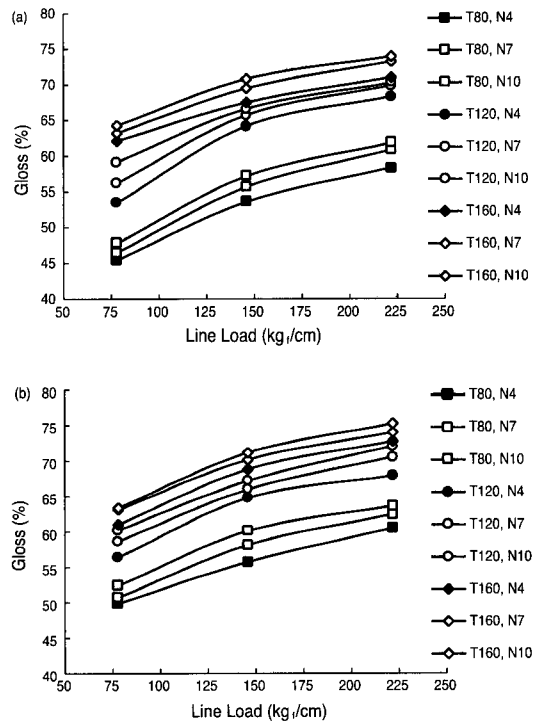 (a)
80
75
70
65
60
55
50
45
40
Gloss (%)
50 75 100 125 150 175 200 225 250
Line Load (kgf/cm)
T80, N4
T80, N7
T80, N10
T120, N4
T120, N7
T120, N10
T160, N4
T160, N7
T160, N10
(b)
80
75
70
65
60
55
50
45
40
Gloss (%)
50 75 100 125 150 175 200 225 250
Line Load (kgf/cm)
T80, N4
T80, N7
T80, N10
T120, N4
T120, N7
T120, N10
T160, N4
T160, N7
T160, N10